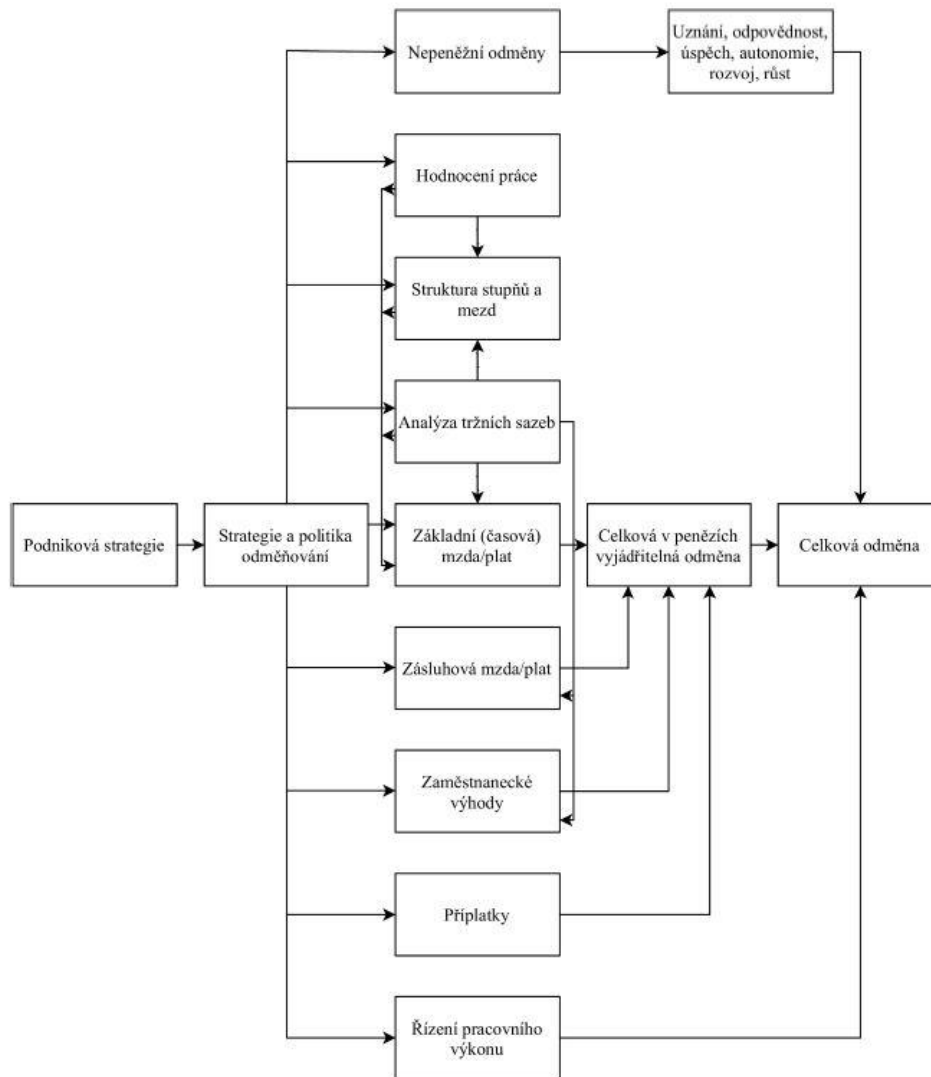 Nepeněžní odměny
Uznání, odpovědnost,
úspěch, autonomie,
rozvoj, růst
Hodnocení práce
Struktura stupňů a
mezd
Analýza tržních sazeb
Podniková strategie
Strategie a politika
odměňování
Základní (časová)
mzda/plat
Celková v penězích
vyjádřitelná odměna
Celková odměna
Zásluhová mzda/plat
Zaměstnanecké
výhody
Příplatky
Řízení pracovního
výkonu